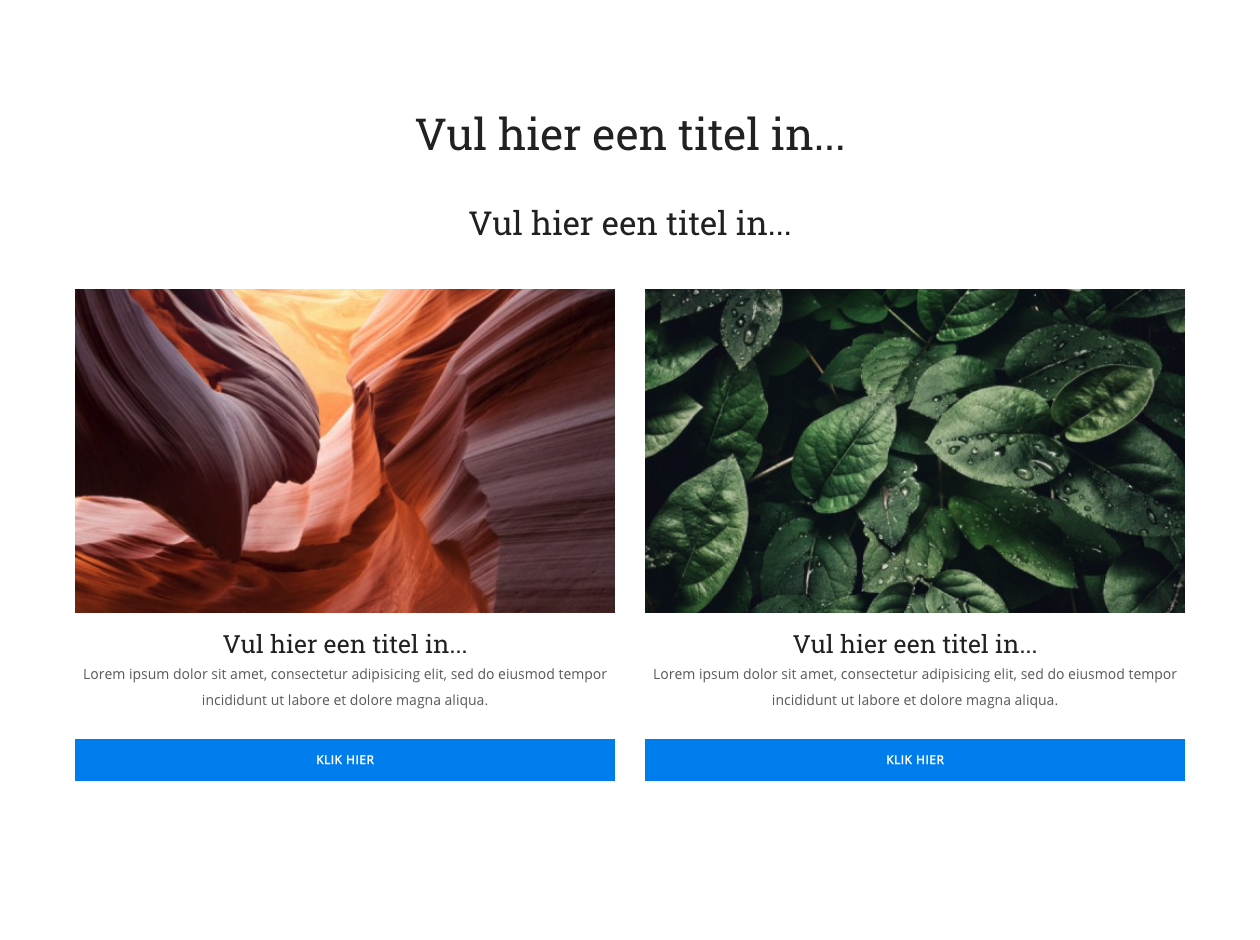 Vul hier een titel in...
Vul hier een titel in...
Vul hier een titel in...
Lorem ipsum dolor sit amet, consectetur adipisicing elit, sed do eiusmod tempor
incididunt ut labore et dolore magna aliqua.
KLIK HIER
Vul hier een titel in...
Lorem ipsum dolor sit amet, consectetur adipisicing elit, sed do eiusmod tempor
incididunt ut labore et dolore magna aliqua.
KLIK HIER